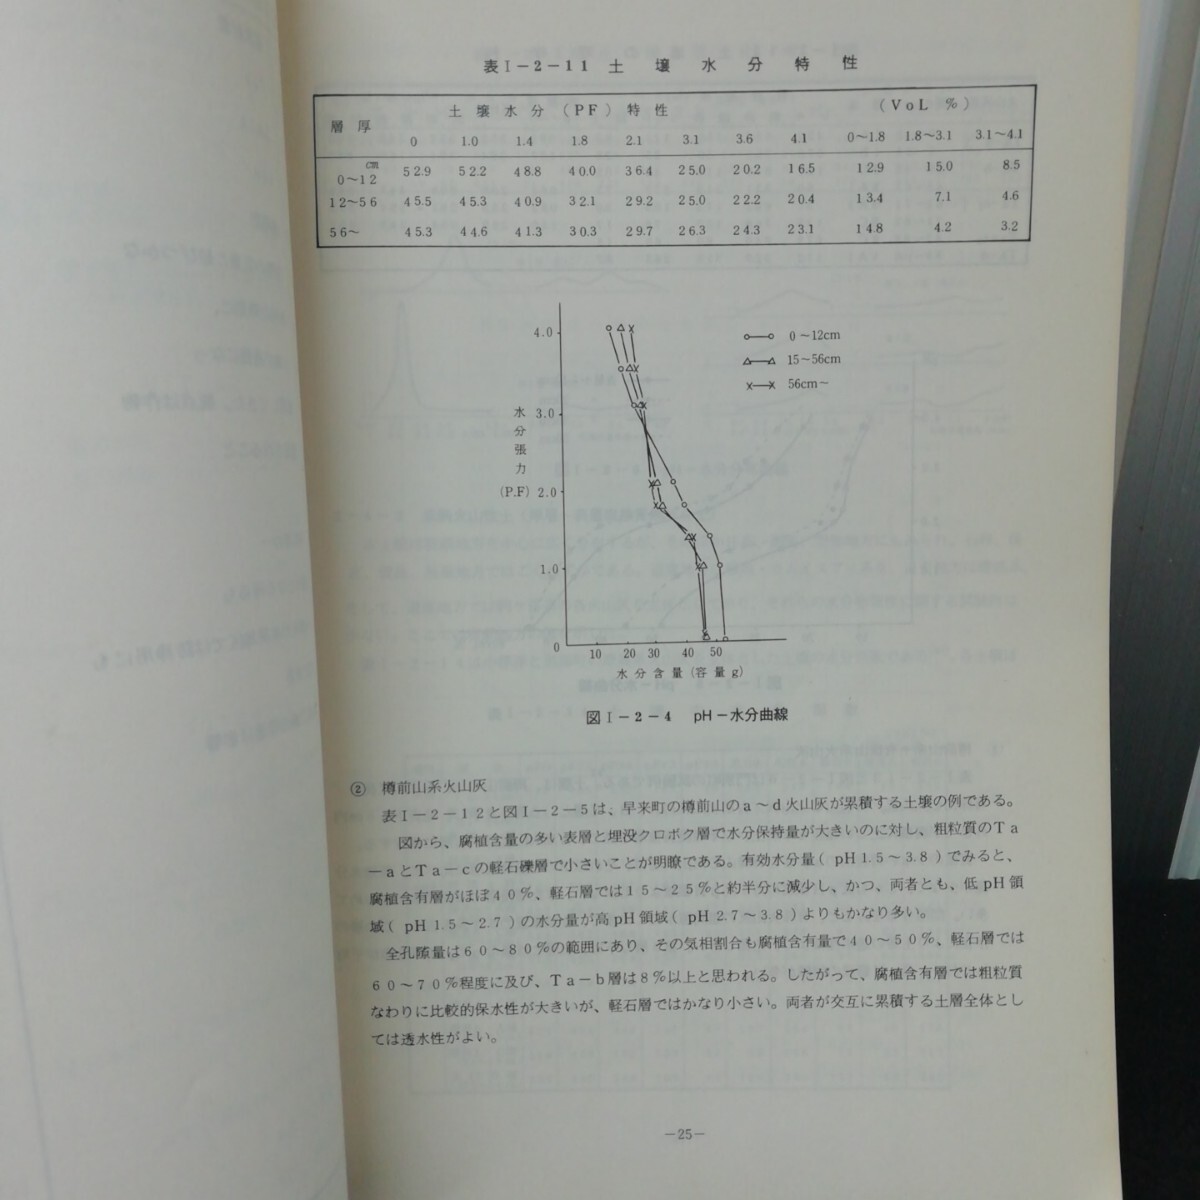 表Ⅰ－2－11 土壌水分特性
層厚 土壌水分(PF)特性 (VoL %)
0 1.0 1.4 1.8 2.1 3.1 3.6 4.1 0～1.8 1.8～3.1 3.1～4.1
cm
0～12 52.9 52.2 48.8 40.0 36.4 25.0 20.2 16.5 12.9 15.0 8.5
12～56 45.5 45.3 40.9 32.1 29.2 25.0 22.2 20.4 13.4 7.1 4.6
56～ 45.3 44.6 41.3 30.3 29.7 26.3 24.3 23.1 14.8 4.2 3.2
4.0
3.0
2.0
1.0
0
水分張力
(P.F)
0～12cm
15～56cm
56cm～
10 20 30 40 50
水分含量(容量g)
図Ⅰ－2－4 pH－水分曲線
② 樽前山系火山灰
表Ⅰ－2－12と図Ⅰ－2－5は、早来町の樽前山のa～d火山灰が累積する土壌の例である。
図から、腐植含量の多い表層と埋没クロボク層で水分保持量が大きいのに対し、粗粒質のTa
－aとTa－cの軽石礫層で小さいことが明瞭である。有効水分量( pH1.5～3.8 )でみると、
腐植含有層がほぼ40％、軽石層では15～25％と約半分に減少し、かつ、両者とも、低pH領
域( pH 1.5～2.7 )の水分量が高pH領域( pH 2.7～3.8 )よりもかなり多い。
全孔隙量は60～80％の範囲にあり、その気相割合も腐植含有量で40～50％、軽石層では
60～70％程度に及び、Ta－b層は8％以上と思われる。したがって、腐植含有層では粗粒質
なわりに比較的保水性が大きいが、軽石層ではかなり小さい。両者が交互に累積する土層全体とし
ては透水性がよい。
－25－